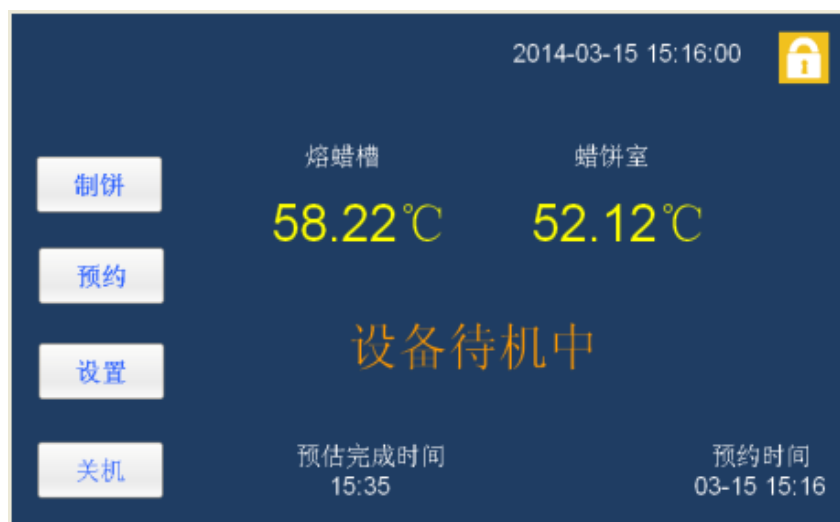 2014-03-15 15:16:00
熔蜡槽 蜡饼室
制饼
58.22℃ 52.12℃
预约
设备待机中
设置
预估完成时间 预约时间
关机
15:35 03-15 15:16